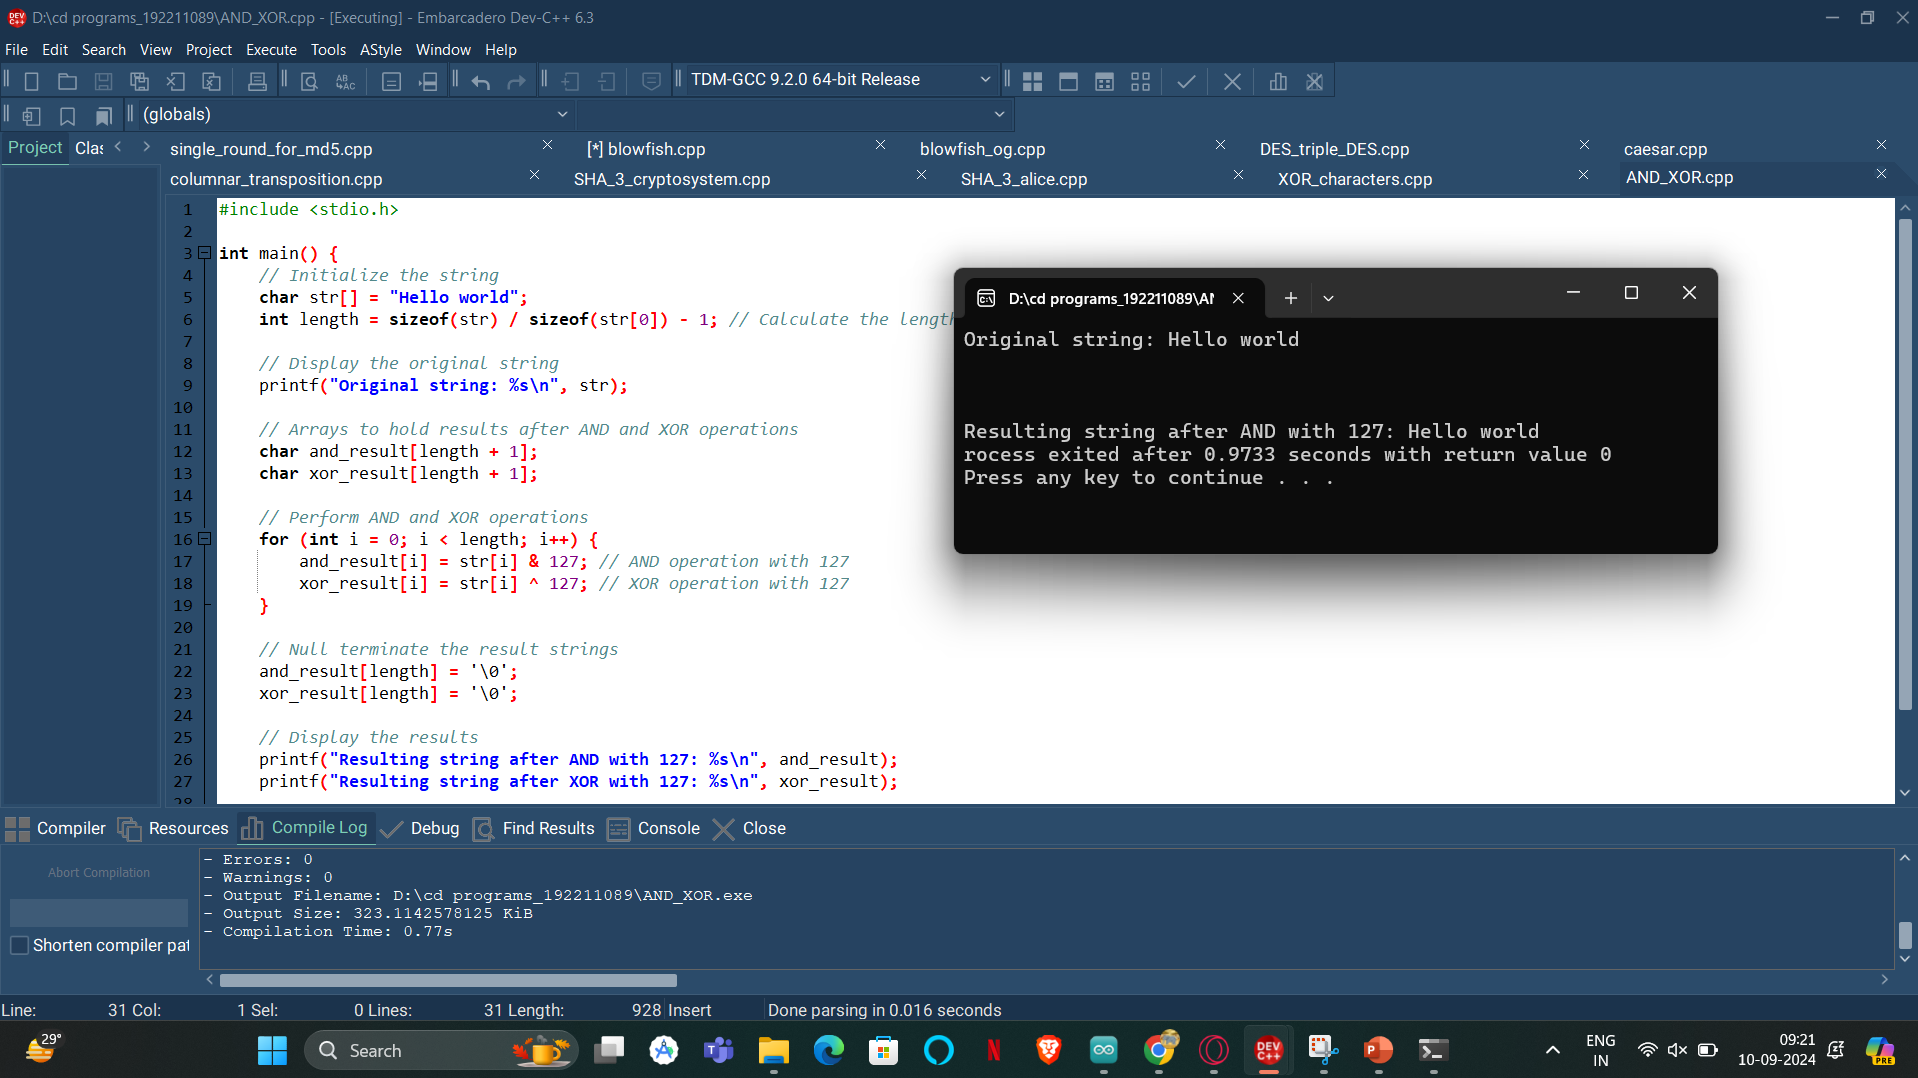 D:\cd programs_192211089\AND_XOR.cpp - [Executing] - Embarcadero Dev-C++ 6.3
File Edit Search View Project Execute Tools AStyle Window Help
TDM-GCC 9.2.0 64-bit Release
(globals)
Project Clas single_round_for_md5.cpp [*] blowfish.cpp blowfish_og.cpp DES_triple_DES.cpp caesar.cpp
columnar_transposition.cpp SHA_3_cryptosystem.cpp SHA_3_alice.cpp XOR_characters.cpp AND_XOR.cpp
1 #include <stdio.h>
2
3 int main() {
4 // Initialize the string
5 char str[] = "Hello world";
6 int length = sizeof(str) / sizeof(str[0]) - 1; // Calculate the length
7
8 // Display the original string
9 printf("Original string: %s\n", str);
10
11 // Arrays to hold results after AND and XOR operations
12 char and_result[length + 1];
13 char xor_result[length + 1];
14
15 // Perform AND and XOR operations
16 for (int i = 0; i < length; i++) {
17 and_result[i] = str[i] & 127; // AND operation with 127
18 xor_result[i] = str[i] ^ 127; // XOR operation with 127
19 }
20
21 // Null terminate the result strings
22 and_result[length] = '\0';
23 xor_result[length] = '\0';
24
25 // Display the results
26 printf("Resulting string after AND with 127: %s\n", and_result);
27 printf("Resulting string after XOR with 127: %s\n", xor_result);
28
D:\cd programs_192211089\AN
Original string: Hello world
Resulting string after AND with 127: Hello world
rocess exited after 0.9733 seconds with return value 0
Press any key to continue . . .
Compiler Resources Compile Log Debug Find Results Console Close
Abort Compilation
Shorten compiler pat
- Errors: 0
- Warnings: 0
- Output Filename: D:\cd programs_192211089\AND_XOR.exe
- Output Size: 323.1142578125 KiB
- Compilation Time: 0.77s
Line: 31 Col: 1 Sel: 0 Lines: 31 Length: 928 Insert Done parsing in 0.016 seconds
29°
Search
ENG
IN
09:21
10-09-2024
PRE